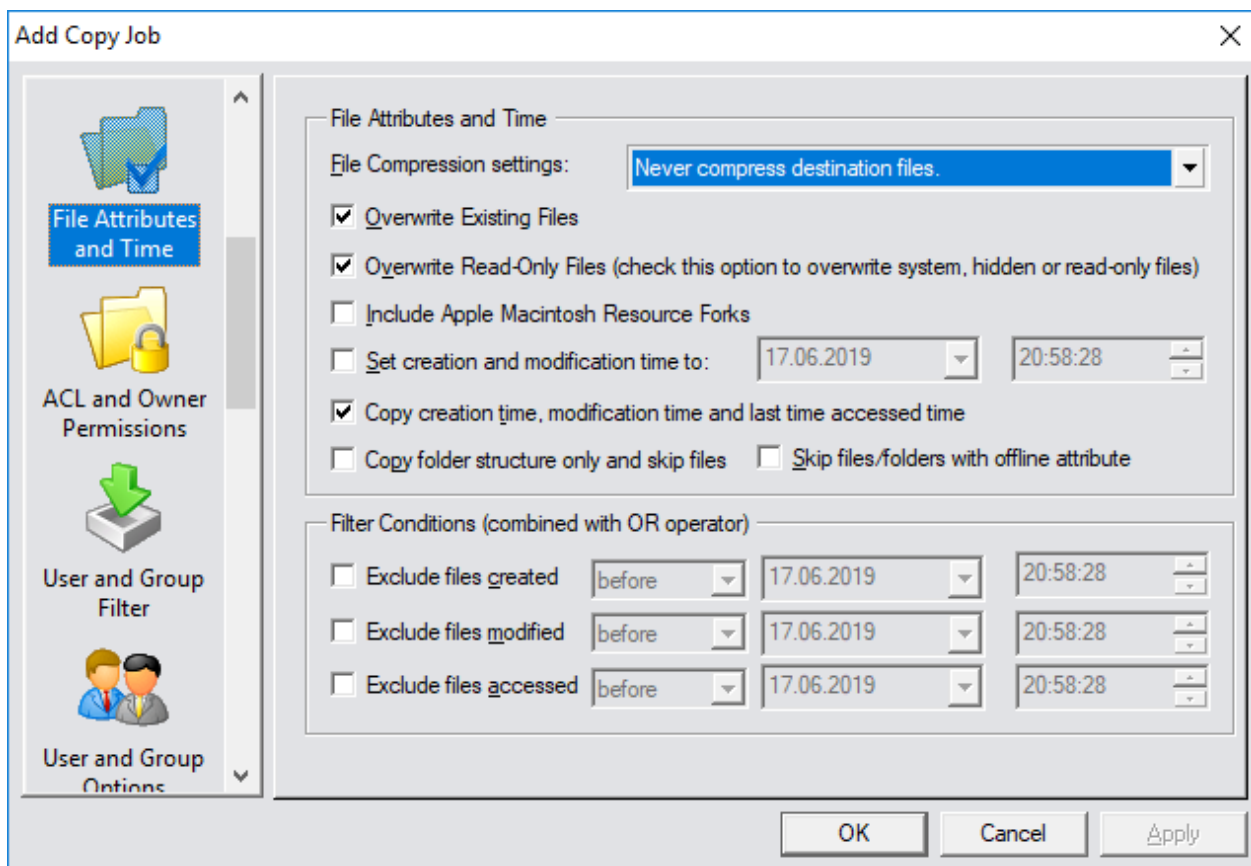 Add Copy Job
File Attributes
and Time
ACL and Owner
Permissions
User and Group
Filter
User and Group
Options
File Attributes and Time
File Compression settings: Never compress destination files.
Overwrite Existing Files
Overwrite Read-Only Files (check this option to overwrite system, hidden or read-only files)
Include Apple Macintosh Resource Forks
Set creation and modification time to: 17.06.2019 20:58:28
Copy creation time, modification time and last time accessed time
Copy folder structure only and skip files Skip files/folders with offline attribute
Filter Conditions (combined with OR operator)
Exclude files created before 17.06.2019 20:58:28
Exclude files modified before 17.06.2019 20:58:28
Exclude files accessed before 17.06.2019 20:58:28
OK Cancel Apply